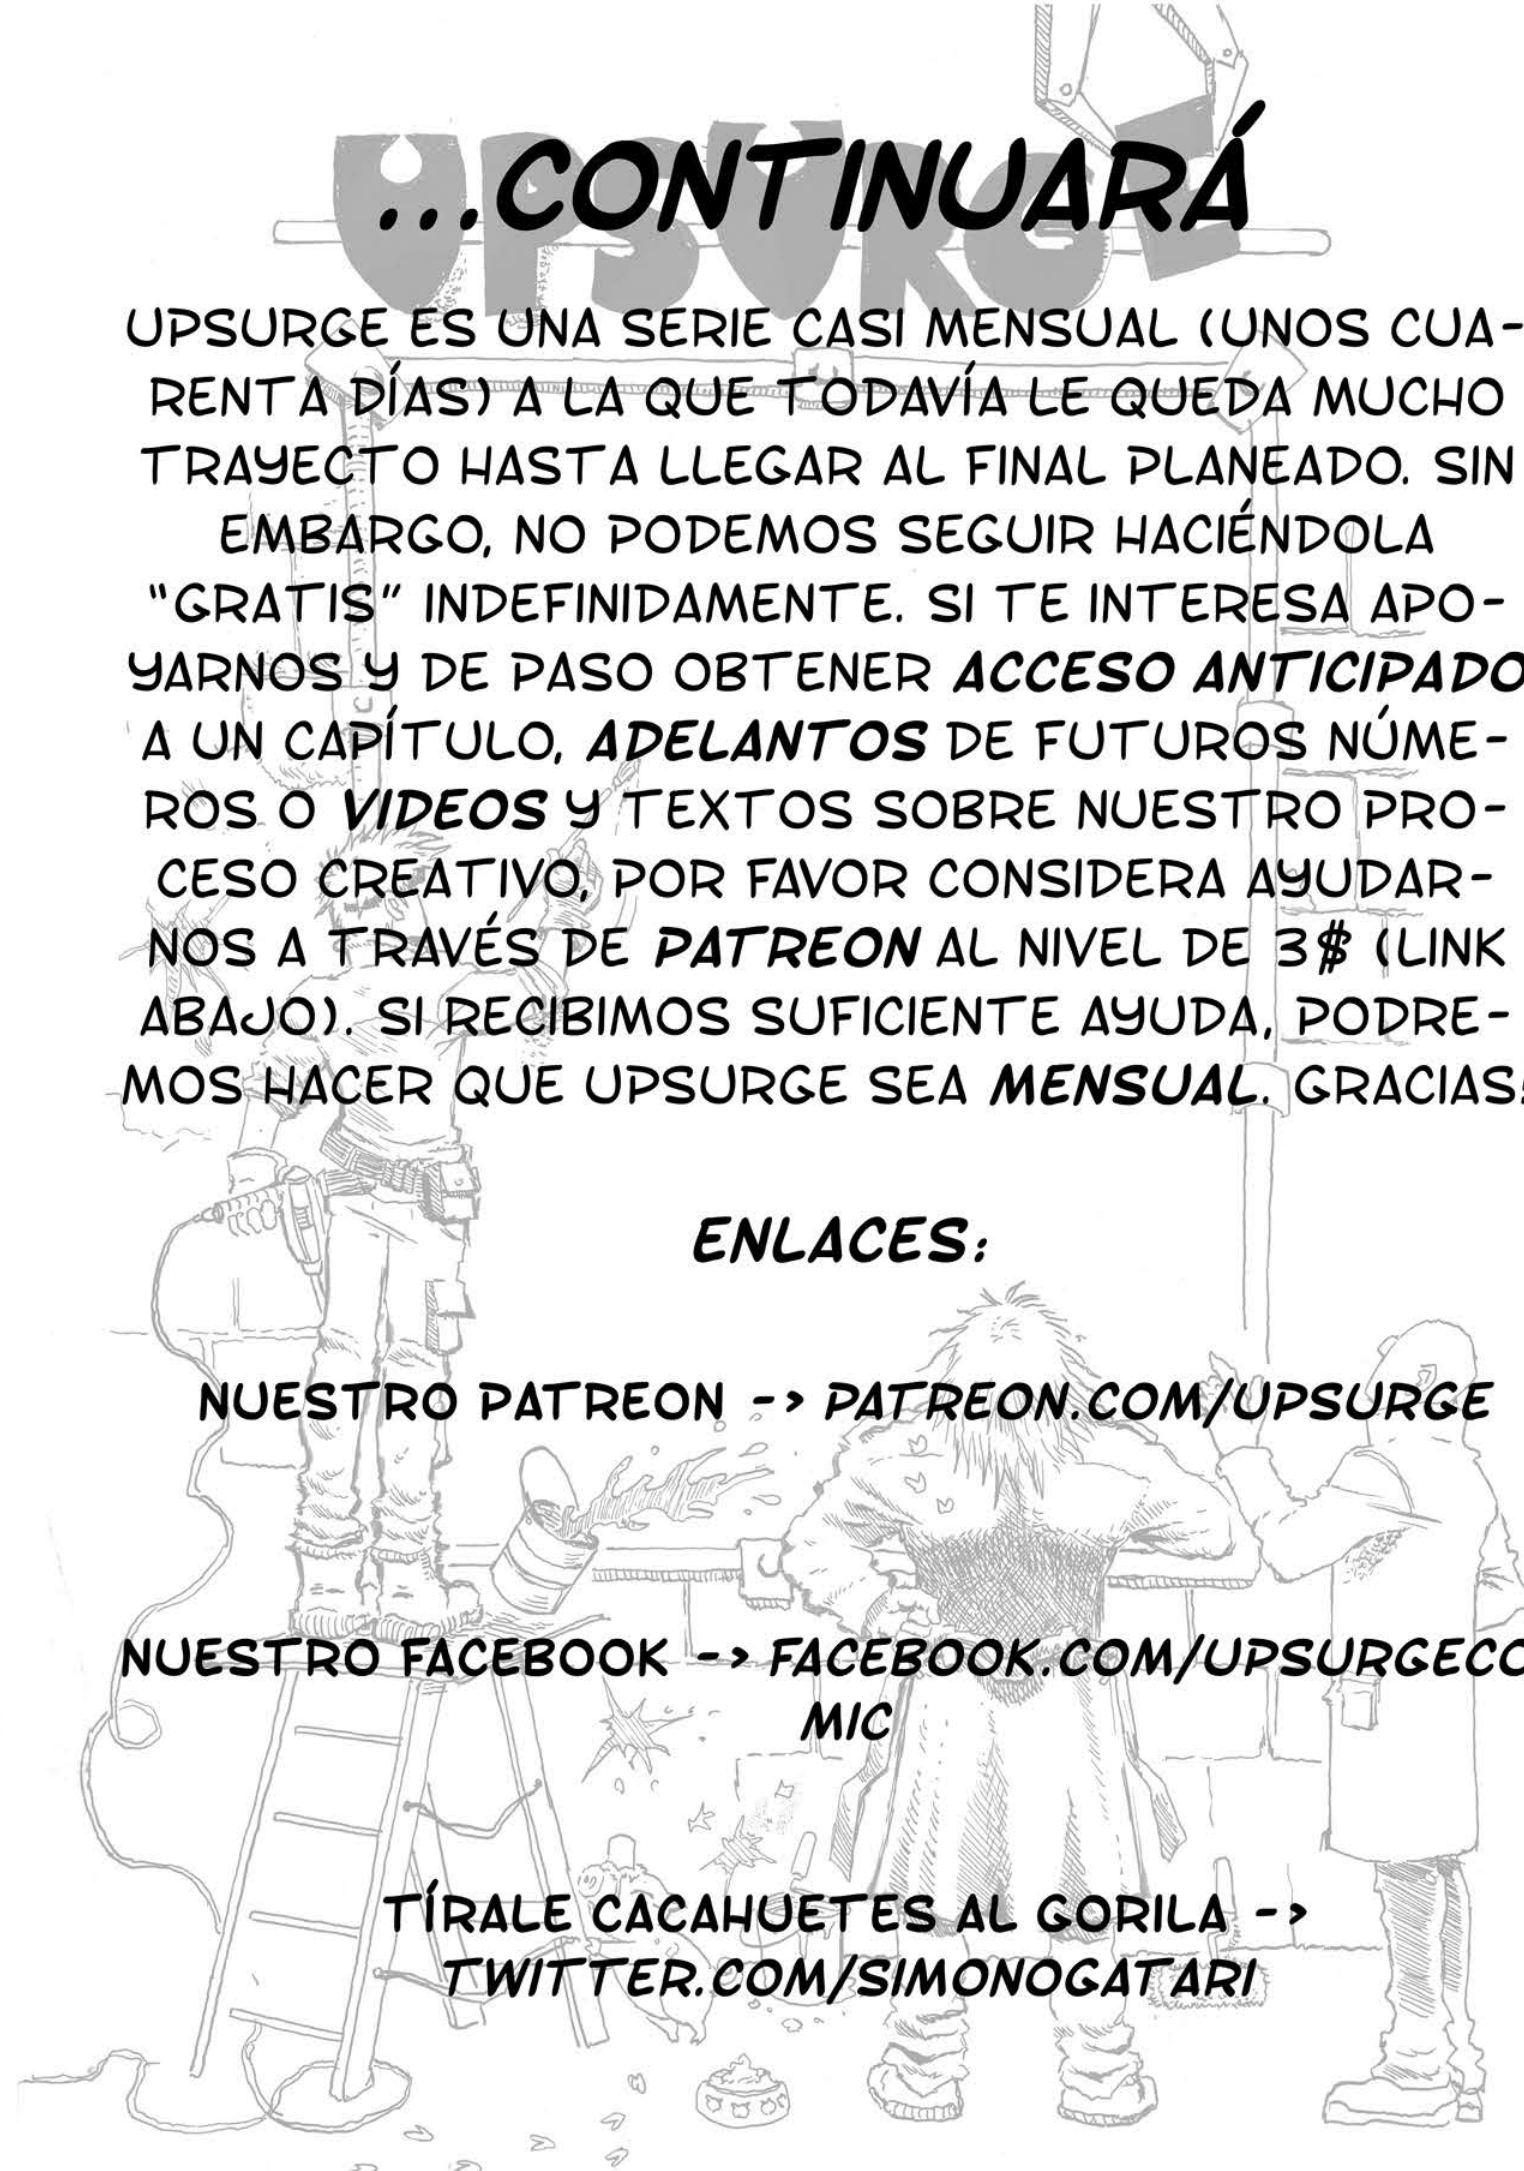 UPSURGE
...CONTINUARÁ
UPSURGE ES UNA SERIE CASI MENSUAL (UNOS CUA-
RENTA DÍAS) A LA QUE TODAVÍA LE QUEDA MUCHO
TRAYECTO HASTA LLEGAR AL FINAL PLANEADO. SIN
EMBARGO, NO PODEMOS SEGUIR HACIÉNDOLA
"GRATIS" INDEFINIDAMENTE. SI TE INTERESA APO-
YARNOS Y DE PASO OBTENER ACCESO ANTICIPADO
A UN CAPÍTULO, ADELANTOS DE FUTUROS NÚME-
ROS O VIDEOS Y TEXTOS SOBRE NUESTRO PRO-
CESO CREATIVO, POR FAVOR CONSIDERA AYUDAR-
NOS A TRAVÉS DE PATREON AL NIVEL DE 3$ (LINK
ABAJO). SI RECIBIMOS SUFICIENTE AYUDA, PODRE-
MOS HACER QUE UPSURGE SEA MENSUAL. GRACIAS!
ENLACES:
NUESTRO PATREON -> PATREON.COM/UPSURGE
NUESTRO FACEBOOK -> FACEBOOK.COM/UPSURGECO
MIC
TÍRALE CACAHUETES AL GORILA ->
TWITTER.COM/SIMONOGATARI